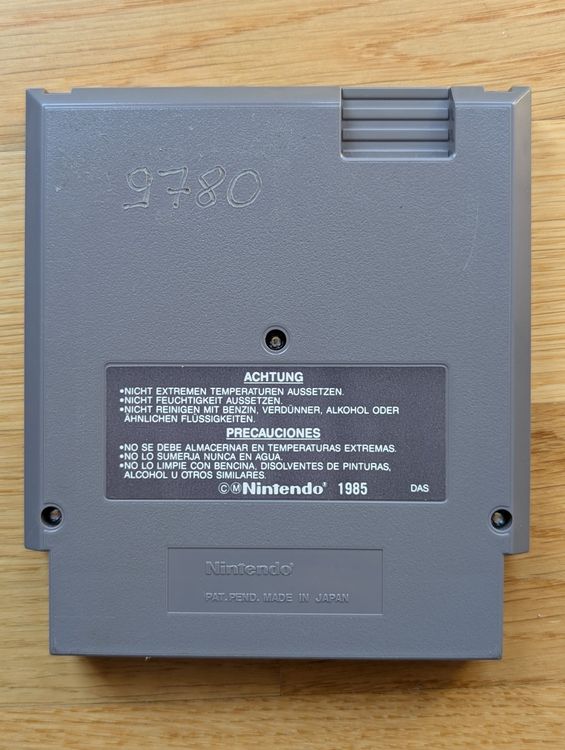 9780
ACHTUNG
•NICHT EXTREMEN TEMPERATUREN AUSSETZEN.
•NICHT FEUCHTIGKEIT AUSSETZEN.
•NICHT REINIGEN MIT BENZIN, VERDÜNNER, ALKOHOL ODER
ÄHNLICHEN FLÜSSIGKEITEN.
PRECAUCIONES
•NO SE DEBE ALMACERNAR EN TEMPERATURAS EXTREMAS.
•NO LO SUMERJA NUNCA EN AGUA.
•NO LO LIMPIE CON BENCINA, DISOLVENTES DE PINTURAS,
ALCOHOL U OTROS SIMILARES.
©Ⓜ Nintendo® 1985 DAS
Nintendo®
PAT. PEND. MADE IN JAPAN